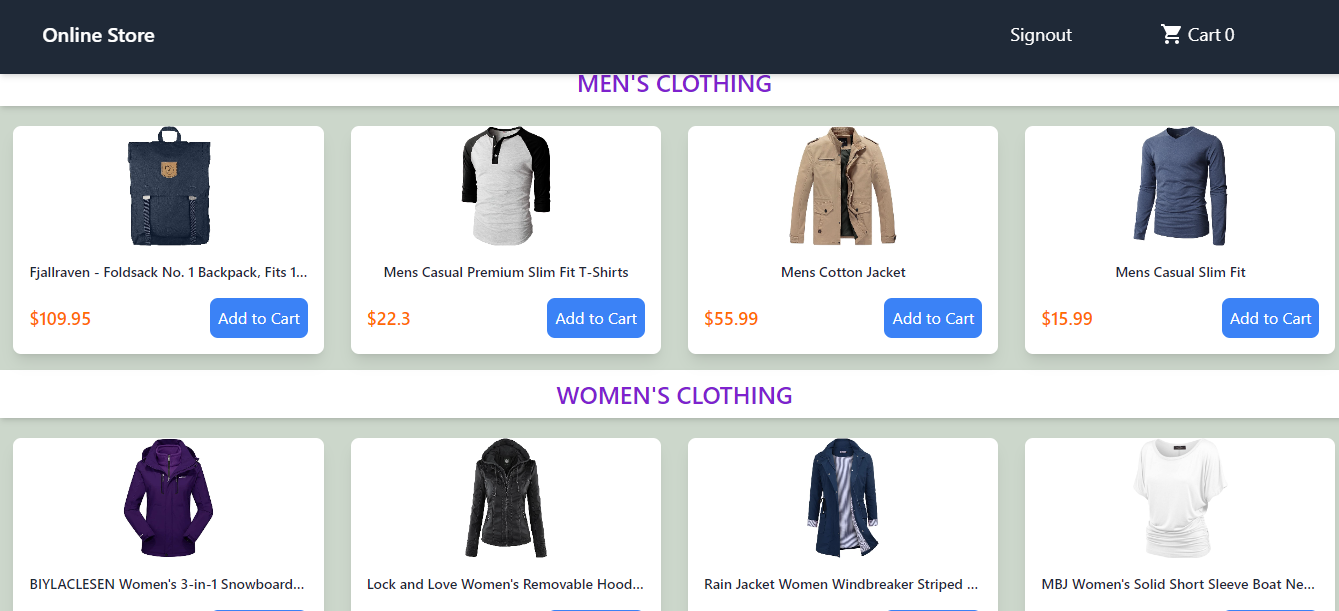 Online Store
Signout
Cart 0
MEN'S CLOTHING
Fjallraven - Foldsack No. 1 Backpack, Fits 1...
Mens Casual Premium Slim Fit T-Shirts
Mens Cotton Jacket
Mens Casual Slim Fit
$109.95
Add to Cart
$22.3
Add to Cart
$55.99
Add to Cart
$15.99
Add to Cart
WOMEN'S CLOTHING
BIYLACLESEN Women's 3-in-1 Snowboard...
Lock and Love Women's Removable Hood...
Rain Jacket Women Windbreaker Striped ...
MBJ Women's Solid Short Sleeve Boat Ne...